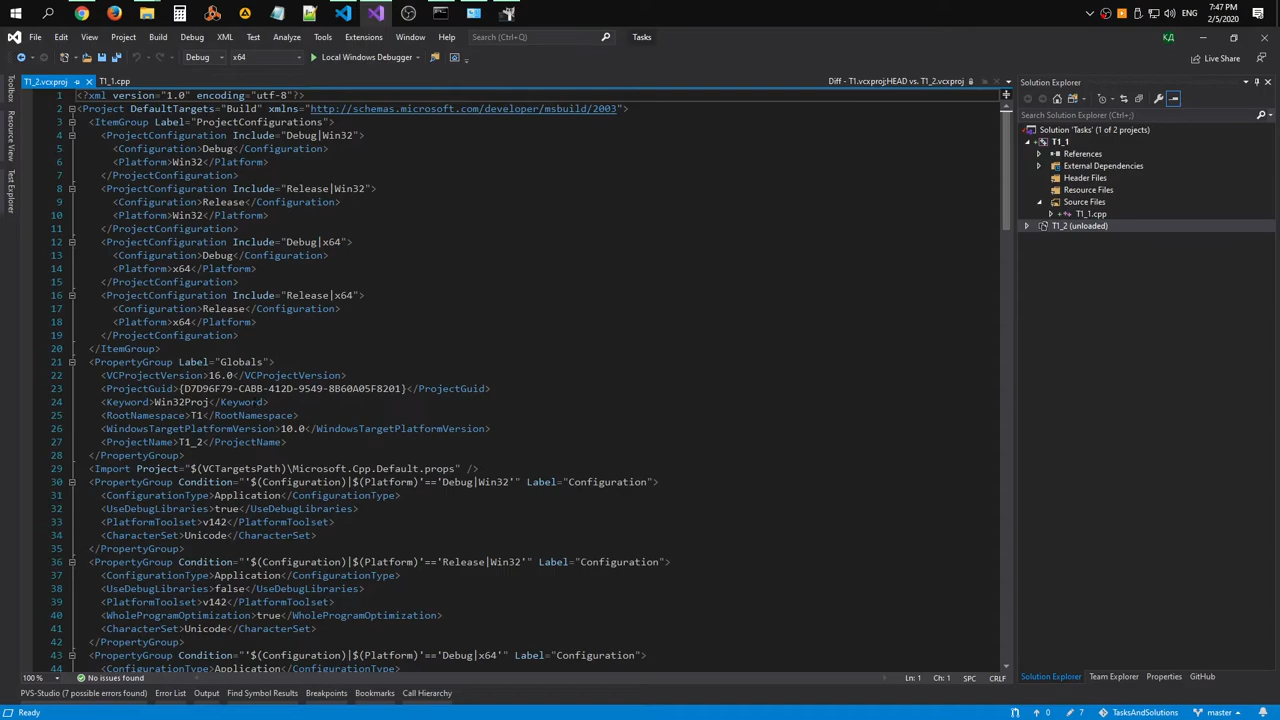 7:47 PM
ENG
2/5/2020
File Edit View Project Build Debug XML Test Analyze Tools Extensions Window Help Search (Ctrl+Q) Tasks КД
Debug x64 Local Windows Debugger Live Share
Toolbox
Resource View
Test Explorer
T1_2.vcxproj T1_1.cpp Diff - T1.vcxproj;HEAD vs. T1_2.vcxproj
1 <?xml version="1.0" encoding="utf-8"?>
2 <Project DefaultTargets="Build" xmlns="http://schemas.microsoft.com/developer/msbuild/2003">
3 <ItemGroup Label="ProjectConfigurations">
4 <ProjectConfiguration Include="Debug|Win32">
5 <Configuration>Debug</Configuration>
6 <Platform>Win32</Platform>
7 </ProjectConfiguration>
8 <ProjectConfiguration Include="Release|Win32">
9 <Configuration>Release</Configuration>
10 <Platform>Win32</Platform>
11 </ProjectConfiguration>
12 <ProjectConfiguration Include="Debug|x64">
13 <Configuration>Debug</Configuration>
14 <Platform>x64</Platform>
15 </ProjectConfiguration>
16 <ProjectConfiguration Include="Release|x64">
17 <Configuration>Release</Configuration>
18 <Platform>x64</Platform>
19 </ProjectConfiguration>
20 </ItemGroup>
21 <PropertyGroup Label="Globals">
22 <VCProjectVersion>16.0</VCProjectVersion>
23 <ProjectGuid>{D7D96F79-CABB-412D-9549-8B60A05F8201}</ProjectGuid>
24 <Keyword>Win32Proj</Keyword>
25 <RootNamespace>T1</RootNamespace>
26 <WindowsTargetPlatformVersion>10.0</WindowsTargetPlatformVersion>
27 <ProjectName>T1_2</ProjectName>
28 </PropertyGroup>
29 <Import Project="$(VCTargetsPath)\Microsoft.Cpp.Default.props" />
30 <PropertyGroup Condition="'$(Configuration)|$(Platform)'=='Debug|Win32'" Label="Configuration">
31 <ConfigurationType>Application</ConfigurationType>
32 <UseDebugLibraries>true</UseDebugLibraries>
33 <PlatformToolset>v142</PlatformToolset>
34 <CharacterSet>Unicode</CharacterSet>
35 </PropertyGroup>
36 <PropertyGroup Condition="'$(Configuration)|$(Platform)'=='Release|Win32'" Label="Configuration">
37 <ConfigurationType>Application</ConfigurationType>
38 <UseDebugLibraries>false</UseDebugLibraries>
39 <PlatformToolset>v142</PlatformToolset>
40 <WholeProgramOptimization>true</WholeProgramOptimization>
41 <CharacterSet>Unicode</CharacterSet>
42 </PropertyGroup>
43 <PropertyGroup Condition="'$(Configuration)|$(Platform)'=='Debug|x64'" Label="Configuration">
44 <ConfigurationType>Application</ConfigurationType>
100 % No issues found Ln: 1 Ch: 1 SPC CRLF
Solution Explorer
Search Solution Explorer (Ctrl+;)
Solution 'Tasks' (1 of 2 projects)
T1_1
References
External Dependencies
Header Files
Resource Files
Source Files
T1_1.cpp
T1_2 (unloaded)
Solution Explorer Team Explorer Properties GitHub
PVS-Studio (7 possible errors found) Error List Output Find Symbol Results Breakpoints Bookmarks Call Hierarchy
Ready 0 7 TasksAndSolutions master